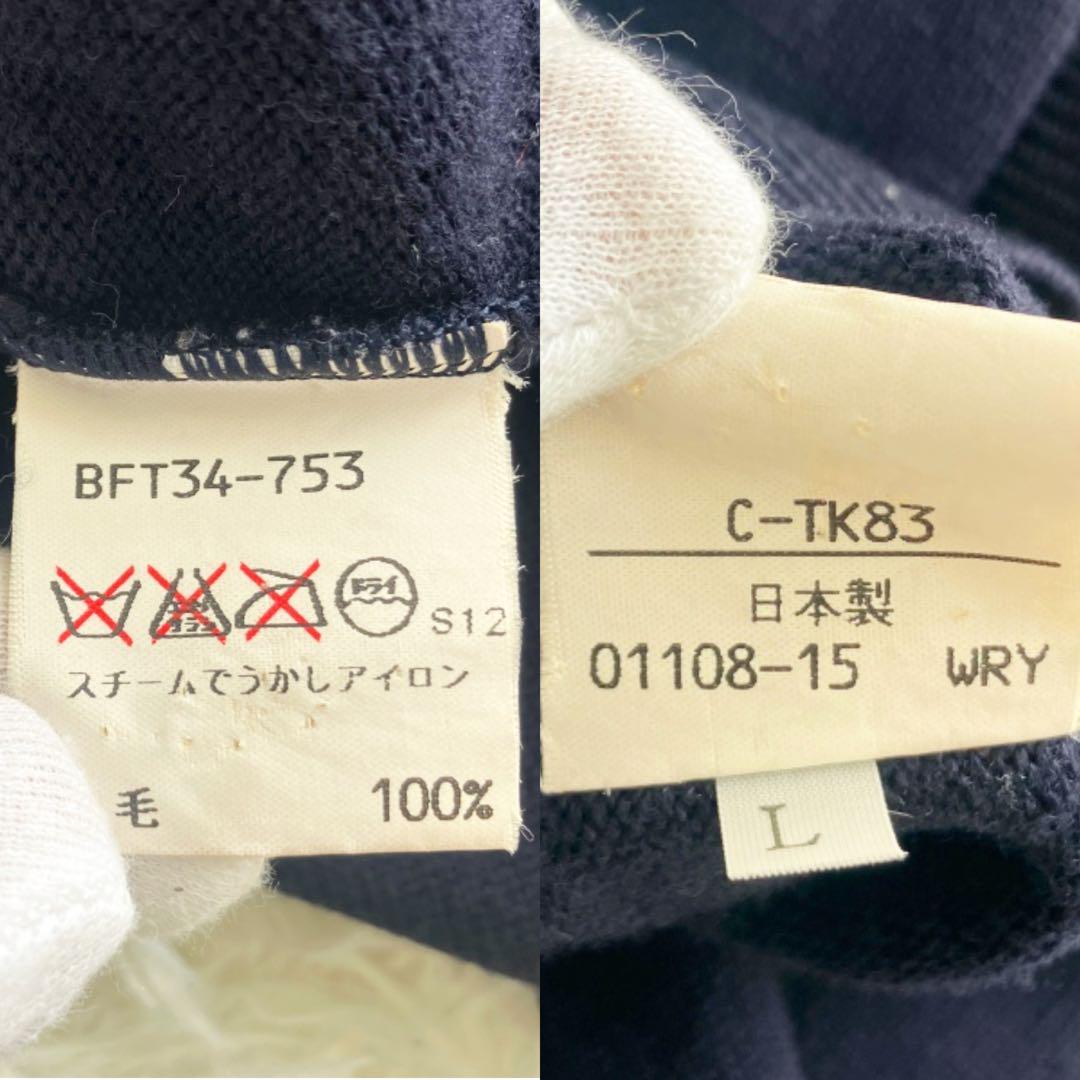 BFT34-753
ドライ S12
スチームでうかしアイロン
毛 100%
C-TK83
日本製
01108-15 WRY
L